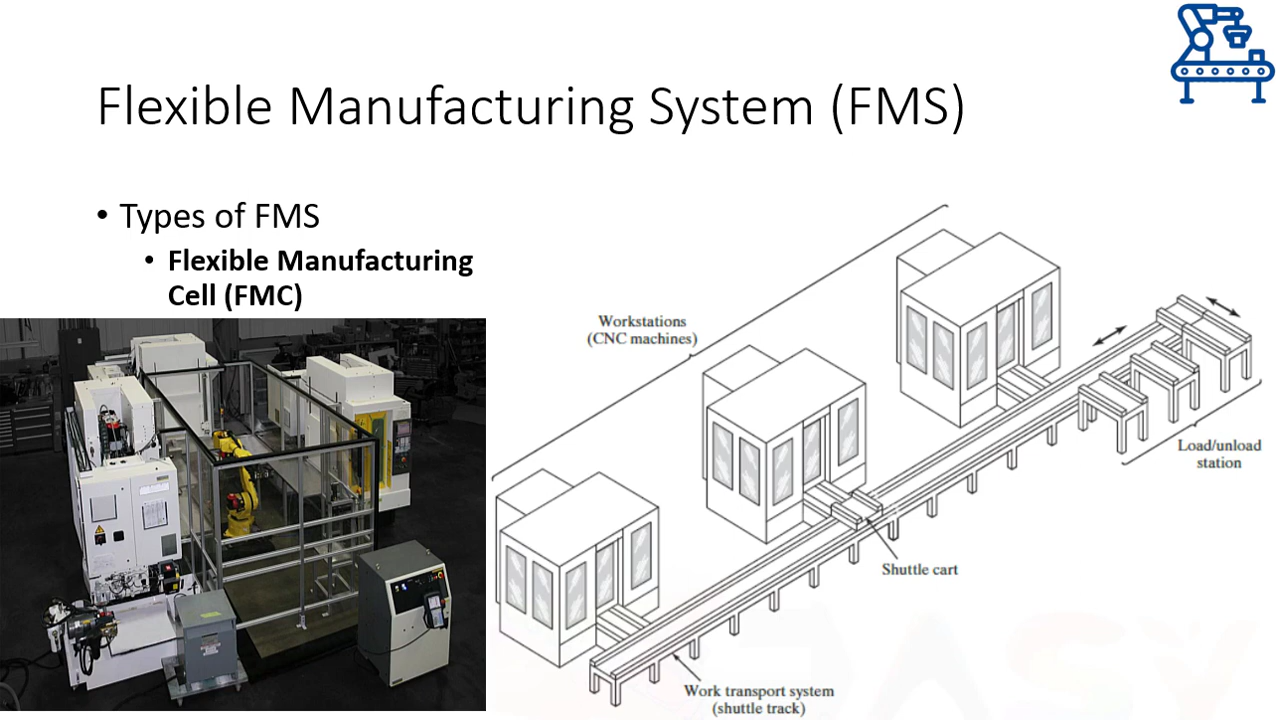 Flexible Manufacturing System (FMS)
• Types of FMS
• Flexible Manufacturing
Cell (FMC)
Workstations
(CNC machines)
Load/unload
station
Shuttle cart
Work transport system
(shuttle track)